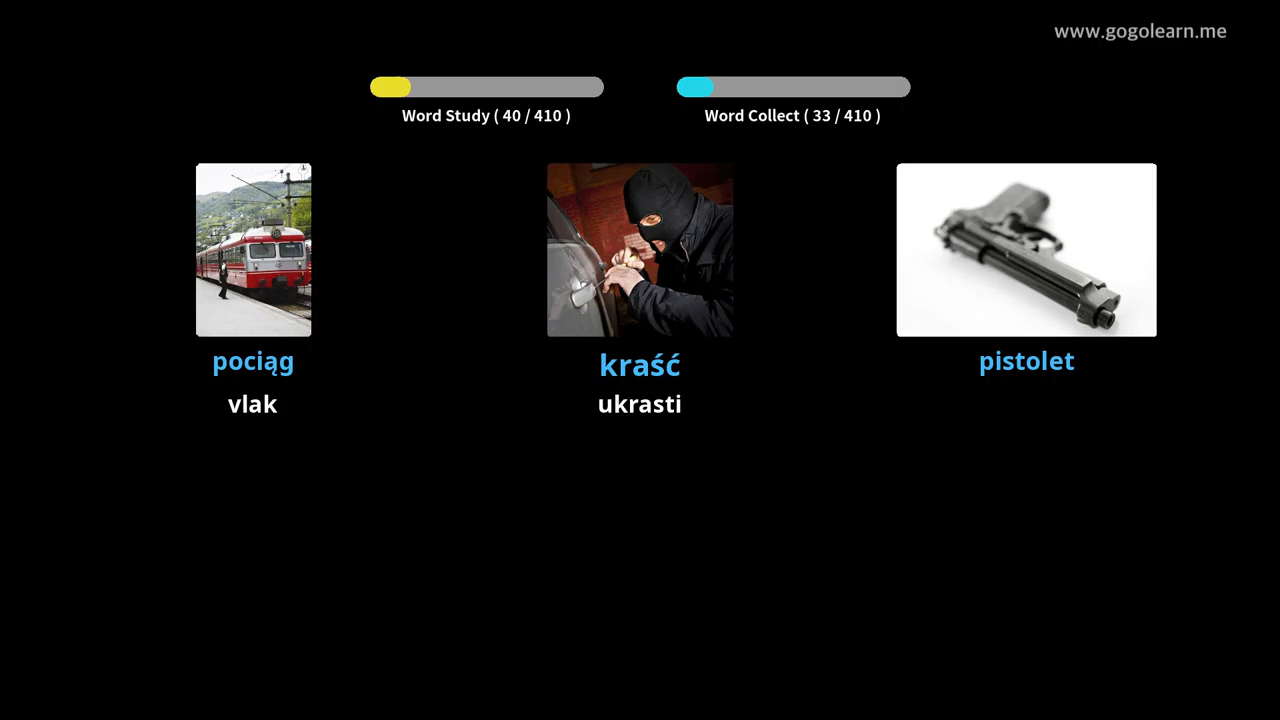 www.gogolearn.me
Word Study ( 40 / 410 )
Word Collect ( 33 / 410 )
pociąg
kraść
pistolet
vlak
ukrasti